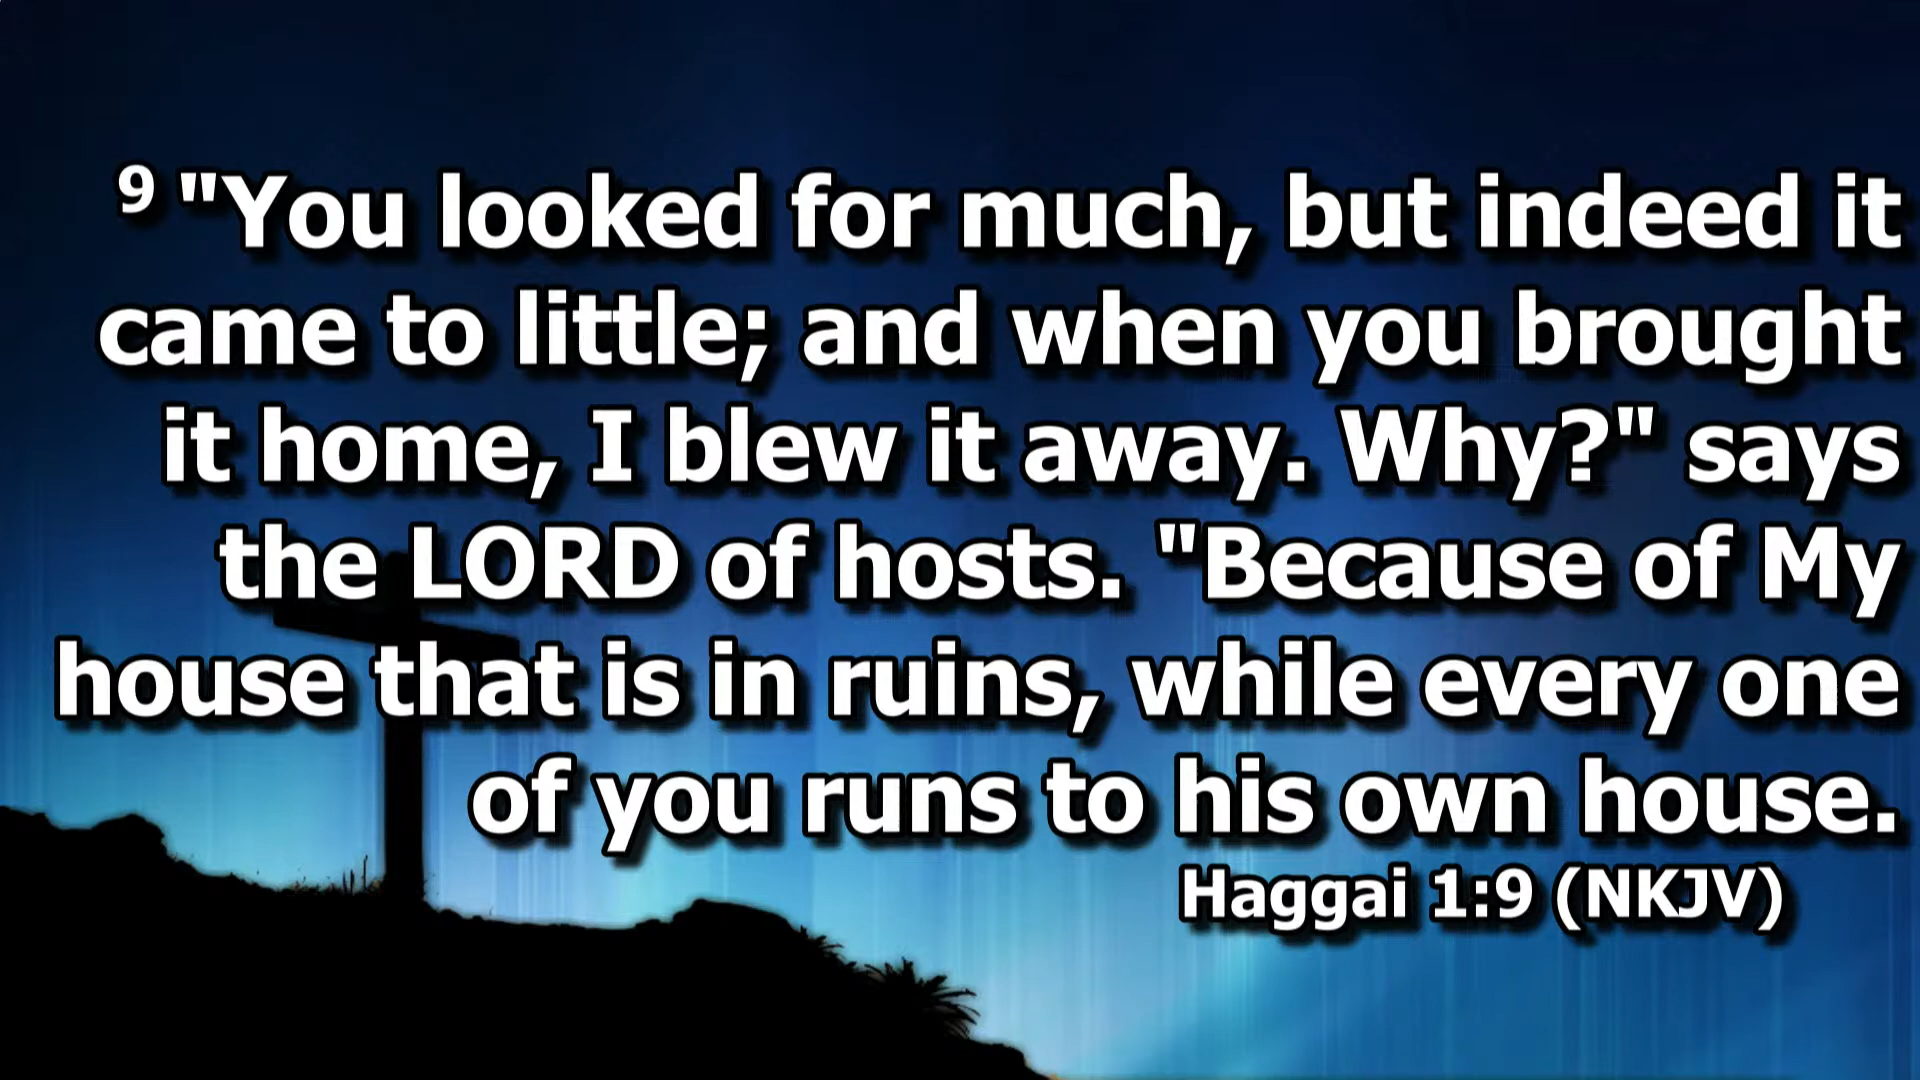 9 "You looked for much, but indeed it
came to little; and when you brought
it home, I blew it away. Why?" says
the LORD of hosts. "Because of My
house that is in ruins, while every one
of you runs to his own house.
Haggai 1:9 (NKJV)